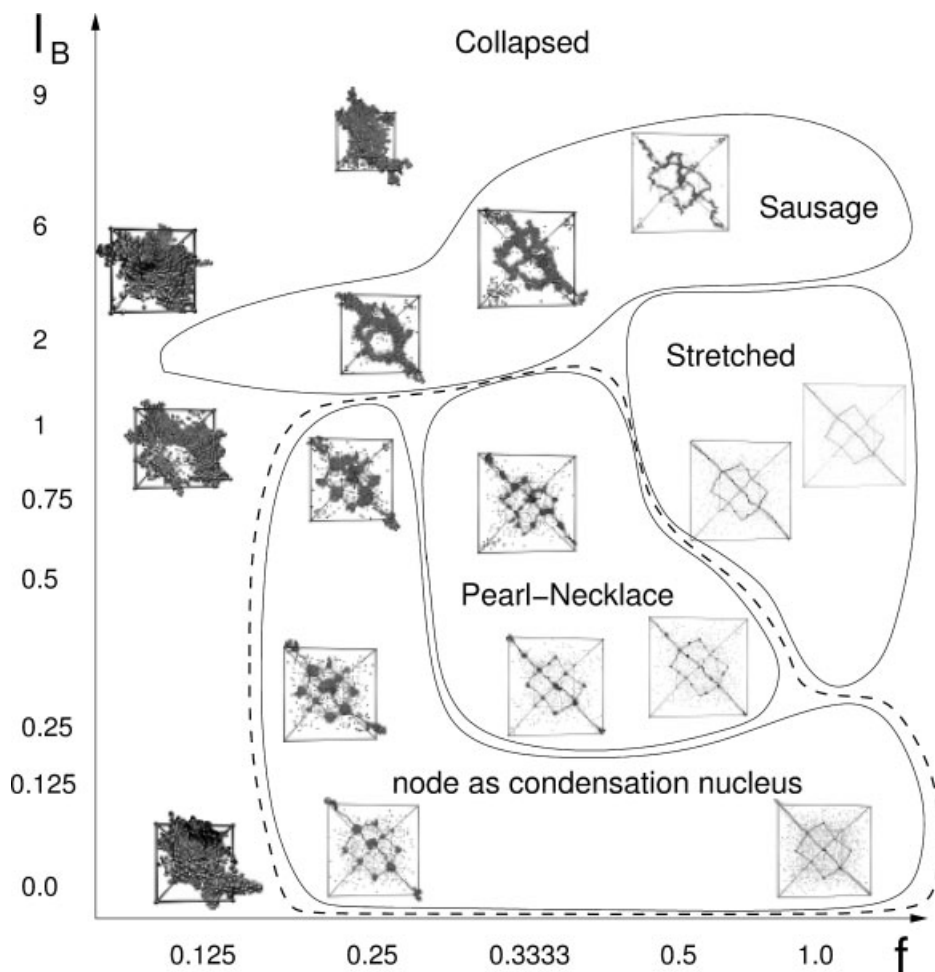 l_B
Collapsed
9
Sausage
6
2
Stretched
1
0.75
0.5
Pearl–Necklace
0.25
0.125
node as condensation nucleus
0.0
0.125 0.25 0.3333 0.5 1.0 f